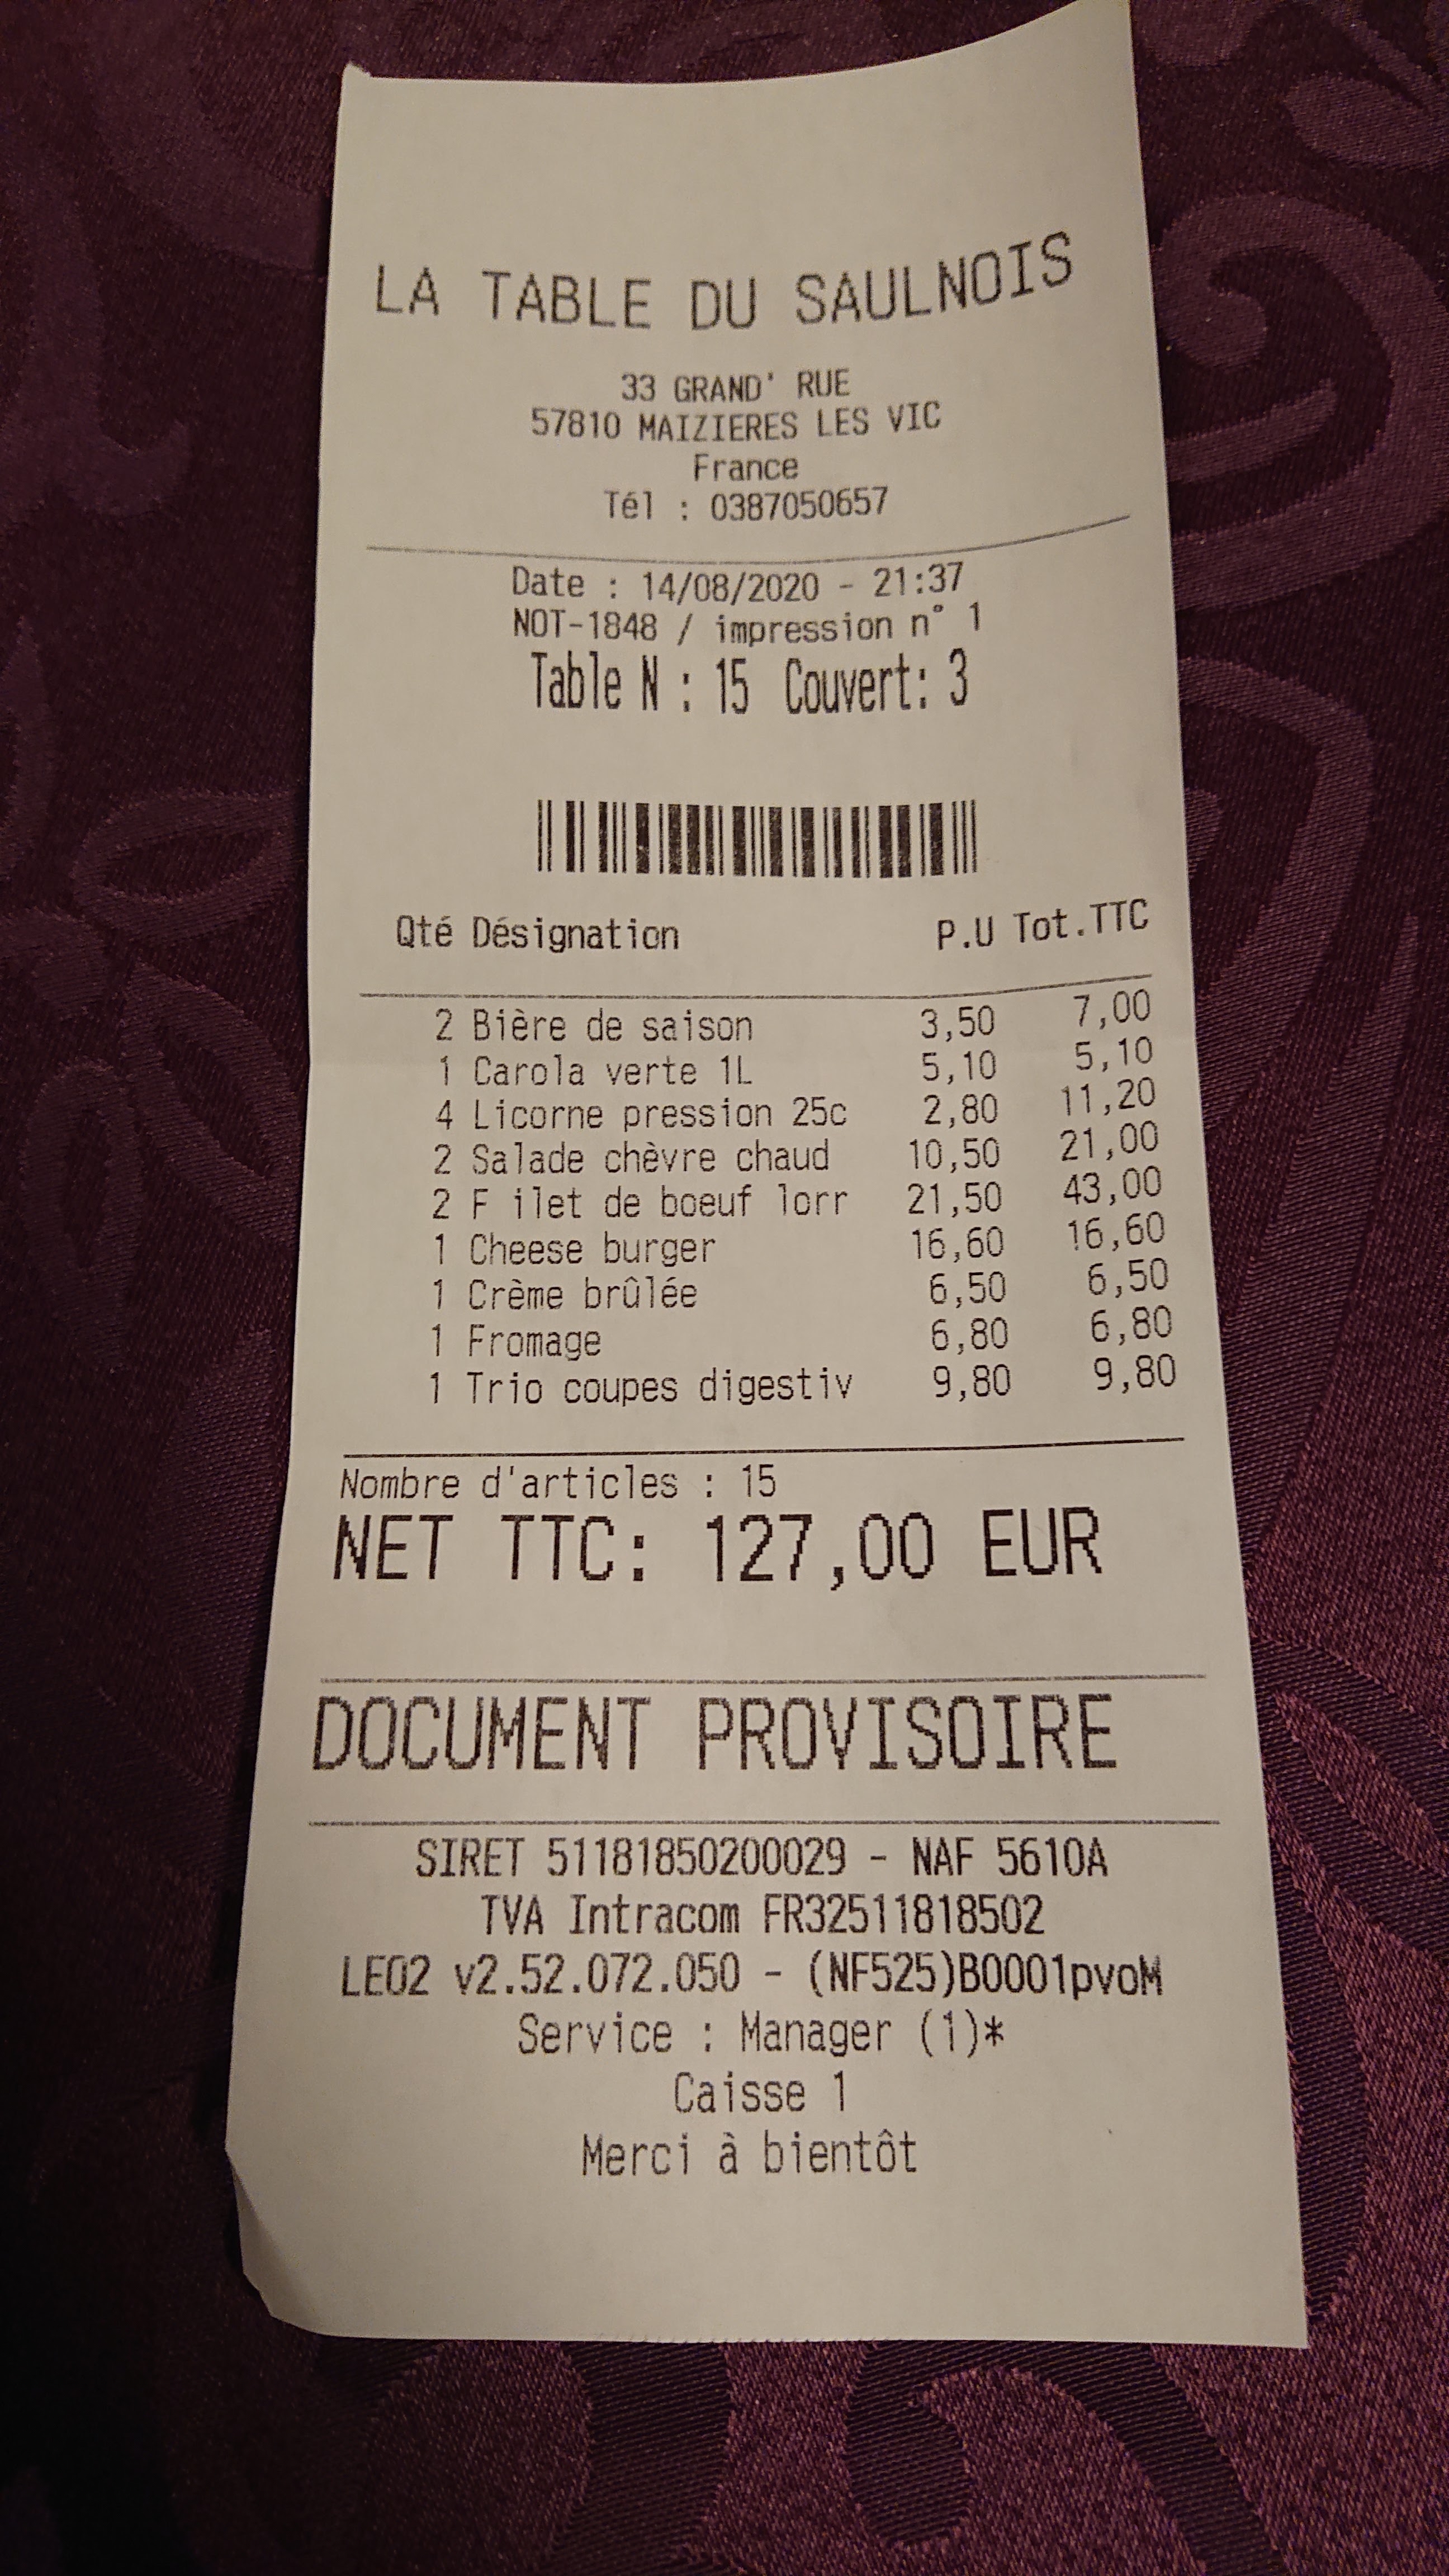 LA TABLE DU SAULNOIS
33 GRAND' RUE
57810 MAIZIERES LES VIC
France
Tél : 0387050657
Date : 14/08/2020 - 21:37
NOT-1848 / impression n° 1
Table N : 15 Couvert: 3
Qté Désignation P.U Tot.TTC
2 Bière de saison 3,50 7,00
1 Carola verte 1L 5,10 5,10
4 Licorne pression 25c 2,80 11,20
2 Salade chèvre chaud 10,50 21,00
2 F ilet de boeuf lorr 21,50 43,00
1 Cheese burger 16,60 16,60
1 Crème brûlée 6,50 6,50
1 Fromage 6,80 6,80
1 Trio coupes digestiv 9,80 9,80
Nombre d'articles : 15
NET TTC: 127,00 EUR
DOCUMENT PROVISOIRE
SIRET 51181850200029 - NAF 5610A
TVA Intracom FR32511818502
LEO2 v2.52.072.050 - (NF525)B0001pvoM
Service : Manager (1)*
Caisse 1
Merci à bientôt